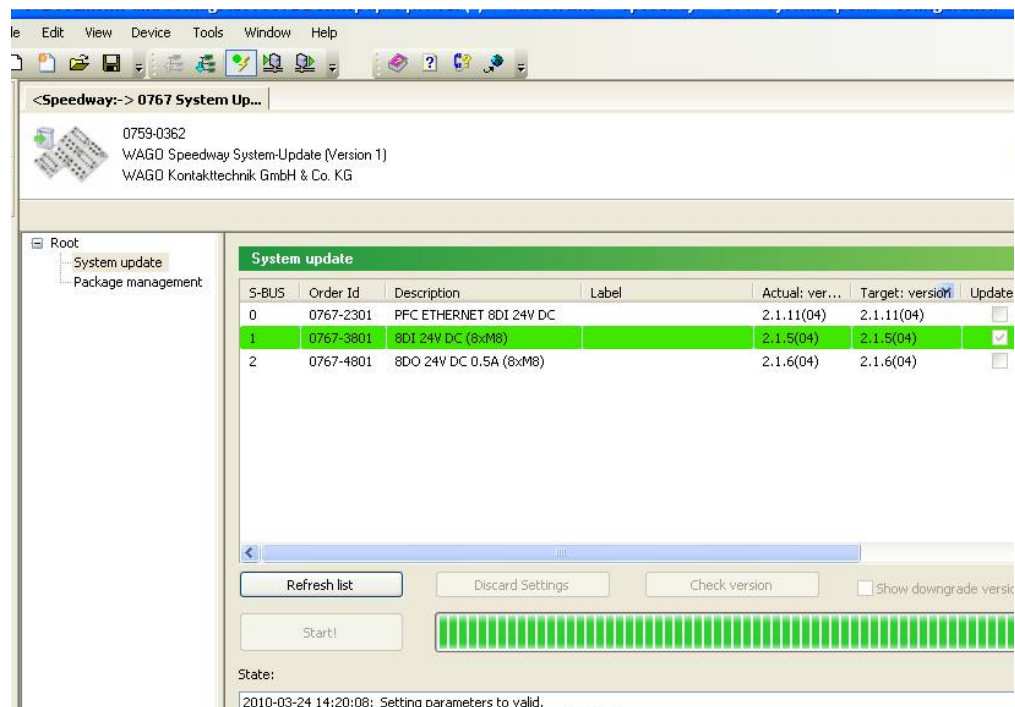 Edit View Device Tools Window Help
<Speedway:-> 0767 System Up...
0759-0362
WAGO Speedway System-Update (Version 1)
WAGO Kontakttechnik GmbH & Co. KG
Root
System update
Package management
System update
S-BUS Order Id Description Label Actual: ver... Target: version Update
0 0767-2301 PFC ETHERNET 8DI 24V DC 2.1.11(04) 2.1.11(04)
1 0767-3801 8DI 24V DC (8xM8) 2.1.5(04) 2.1.5(04)
2 0767-4801 8DO 24V DC 0.5A (8xM8) 2.1.6(04) 2.1.6(04)
Refresh list Discard Settings Check version Show downgrade versio
Start!
State:
2010-03-24 14:20:08: Setting parameters to valid.